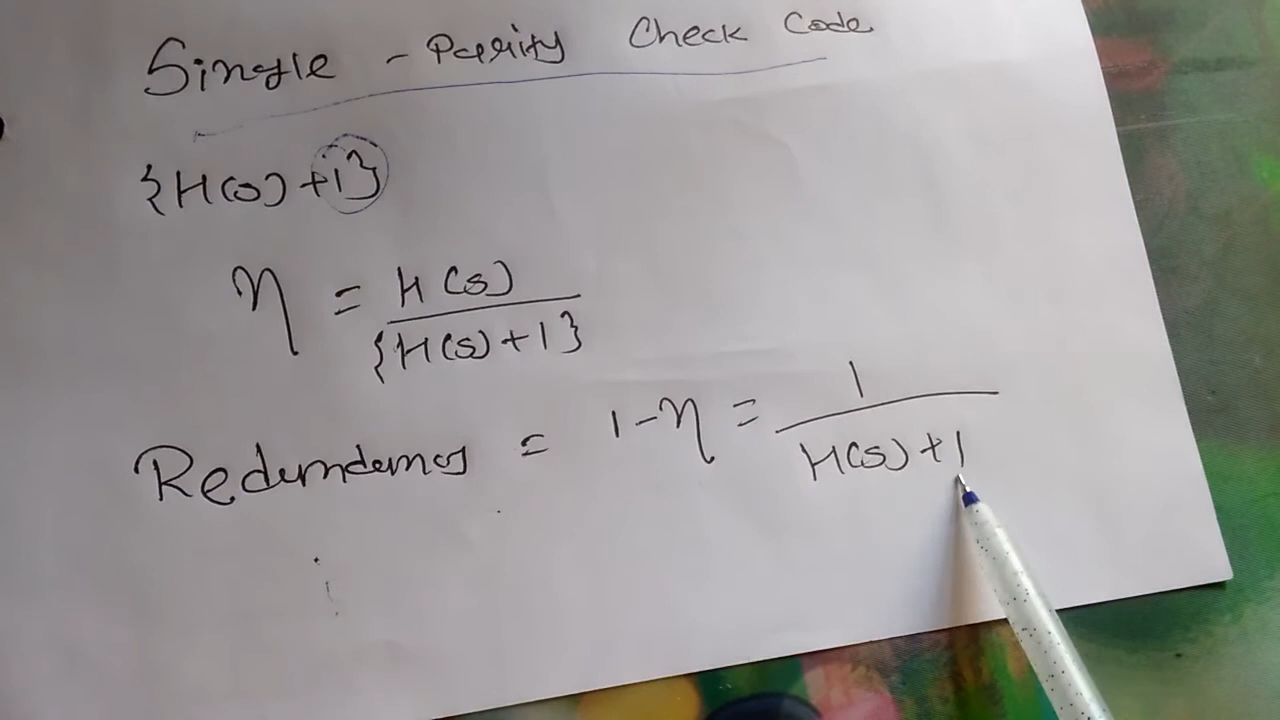 Single - Parity Check Code
{H(s) + 1}
η = H(s) / {H(s) + 1}
Redundancy = 1 - η = 1 / H(s) + 1